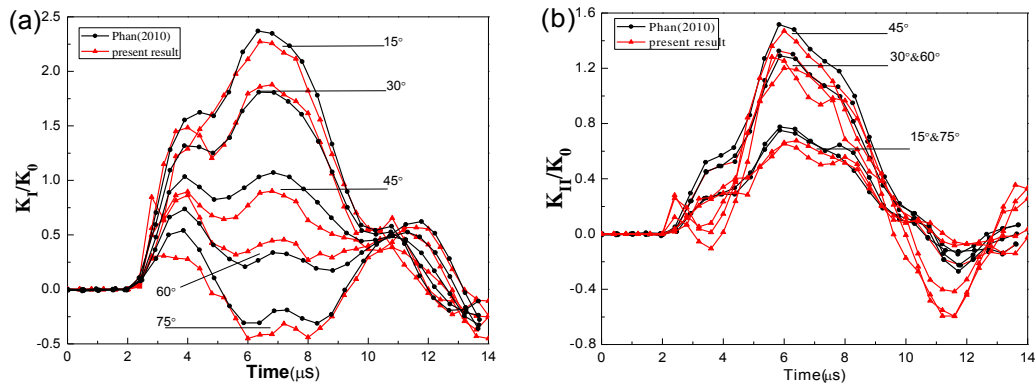 (a)
Phan(2010)
present result
15°
30°
45°
60°
75°
K_I/K_0
2.5
2.0
1.5
1.0
0.5
0.0
-0.5
0 2 4 6 8 10 12 14
Time(μs)
(b)
Phan(2010)
present result
45°
30°&60°
15°&75°
K_II/K_0
1.6
1.2
0.8
0.4
0.0
-0.4
-0.8
0 2 4 6 8 10 12 14
Time(μs)